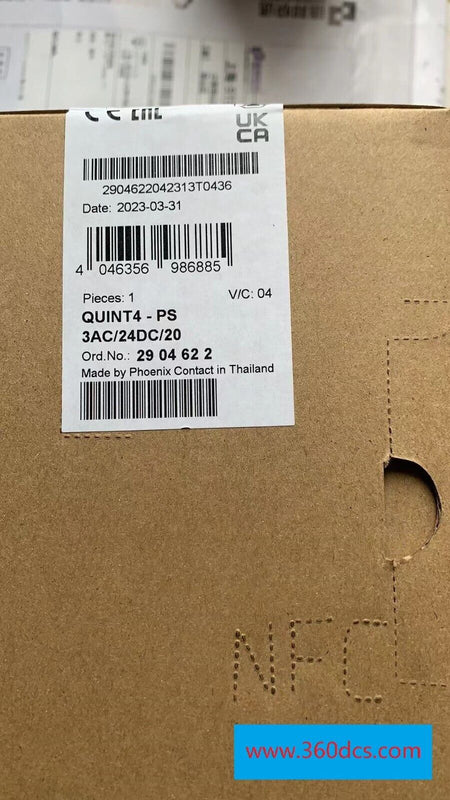 CE EAC
UK
CA
2904622042313T0436
Date: 2023-03-31
4 046356 986885
Pieces: 1 V/C: 04
QUINT4 - PS
3AC/24DC/20
Ord.No.: 29 04 62 2
Made by Phoenix Contact in Thailand
NFC
www.360dcs.com